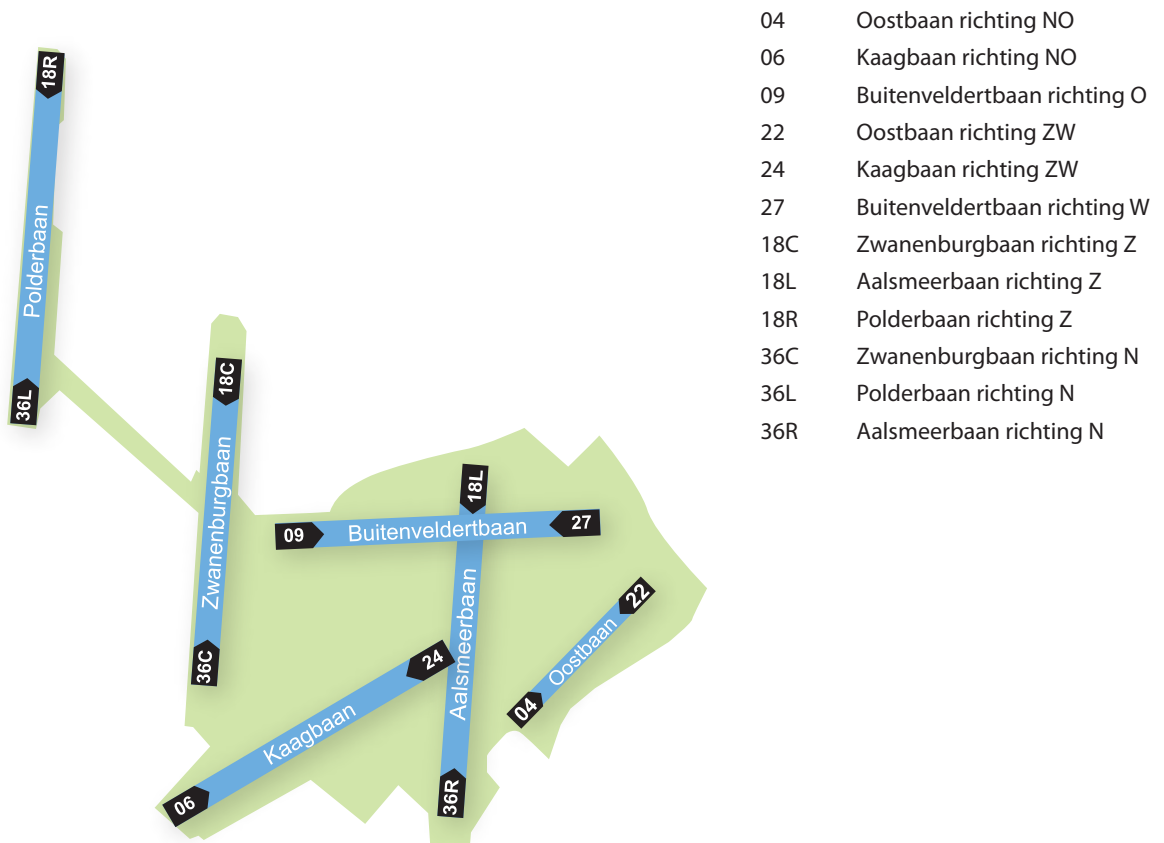 04 Oostbaan richting NO
06 Kaagbaan richting NO
09 Buitenveldertbaan richting O
22 Oostbaan richting ZW
24 Kaagbaan richting ZW
27 Buitenveldertbaan richting W
18C Zwanenburgbaan richting Z
18L Aalsmeerbaan richting Z
18R Polderbaan richting Z
36C Zwanenburgbaan richting N
36L Polderbaan richting N
36R Aalsmeerbaan richting N
18R
Polderbaan
36L
18C
Zwanenburgbaan
36C
09
Buitenveldertbaan
27
18L
Aalsmeerbaan
36R
22
Oostbaan
04
24
Kaagbaan
06